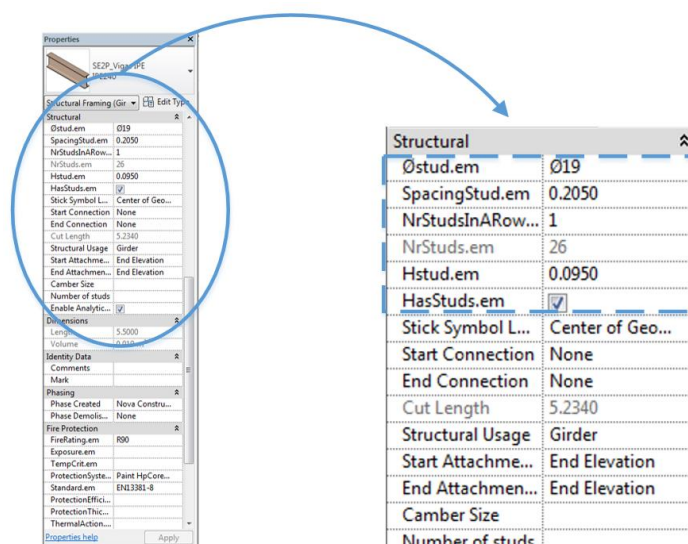 Properties
SE2P_Viga IPE
IPE240
Structural Framing (Gir Edit Type
Structural
Østud.em Ø19
SpacingStud.em 0.2050
NrStudsInARow... 1
NrStuds.em 26
Hstud.em 0.0950
HasStuds.em
Stick Symbol L... Center of Geo...
Start Connection None
End Connection None
Cut Length 5.2340
Structural Usage Girder
Start Attachme... End Elevation
End Attachmen... End Elevation
Camber Size
Number of studs
Enable Analytic...
Dimensions
Length 5.5000
Volume
Identity Data
Comments
Mark
Phasing
Phase Created Nova Constru...
Phase Demolis... None
Fire Protection
FireRating.em R90
Exposure.em
TempCrit.em
ProtectionSyste... Paint HpCore...
Standard.em EN13381-8
ProtectionEffici...
ProtectionThic...
ThermalAction....
Properties help Apply
Structural
Østud.em Ø19
SpacingStud.em 0.2050
NrStudsInARow... 1
NrStuds.em 26
Hstud.em 0.0950
HasStuds.em
Stick Symbol L... Center of Geo...
Start Connection None
End Connection None
Cut Length 5.2340
Structural Usage Girder
Start Attachme... End Elevation
End Attachmen... End Elevation
Camber Size
Number of studs